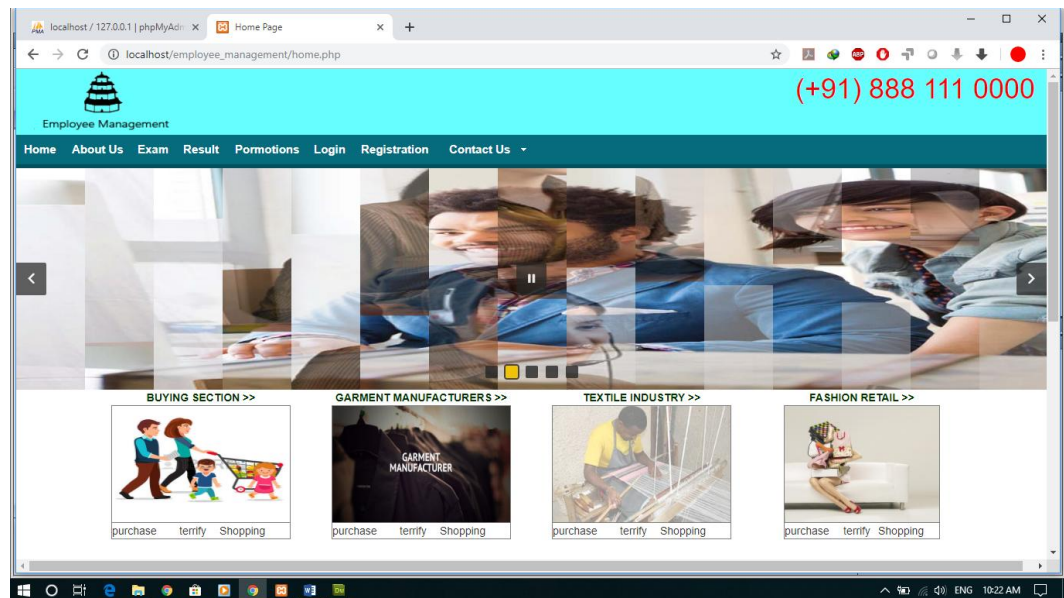 localhost / 127.0.0.1 | phpMyAdm
Home Page
localhost/employee_management/home.php
ABP
(+91) 888 111 0000
Employee Management
Home About Us Exam Result Pormotions Login Registration Contact Us
BUYING SECTION >> GARMENT MANUFACTURERS >> TEXTILE INDUSTRY >> FASHION RETAIL >>
GARMENT
MANUFACTURER
purchase terrify Shopping purchase terrify Shopping purchase terrify Shopping purchase terrify Shopping
ENG 10:22 AM